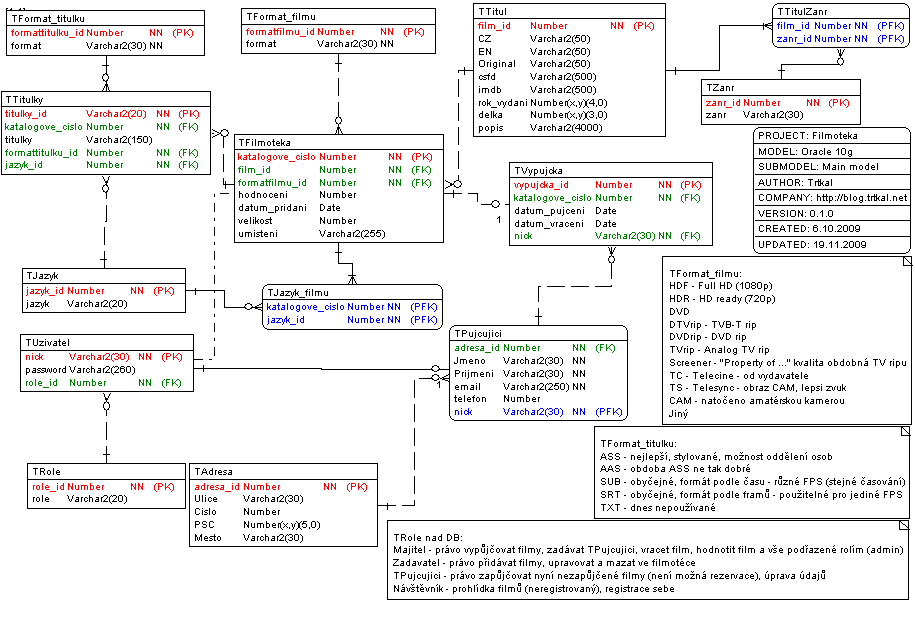 TFormat_titulku
formattitulku_id Number NN (PK)
format Varchar2(30) NN
TFormat_filmu
formatfilmu_id Number NN (PK)
format Varchar2(30) NN
TTitul
film_id Number NN (PK)
CZ Varchar2(50)
EN Varchar2(50)
Original Varchar2(50)
csfd Varchar2(500)
imdb Varchar2(500)
rok_vydani Number(x,y)(4,0)
delka Number(x,y)(3,0)
popis Varchar2(4000)
TTitulZanr
film_id Number NN (PFK)
zanr_id Number NN (PFK)
TZanr
zanr_id Number NN (PK)
zanr Varchar2(30)
TTitulky
titulky_id Varchar2(20) NN (PK)
katalogove_cislo Number NN (FK)
titulky Varchar2(150)
formattitulku_id Number NN (FK)
jazyk_id Number NN (FK)
TFilmoteka
katalogove_cislo Number NN (PK)
film_id Number NN (FK)
formatfilmu_id Number NN (FK)
hodnoceni Number
datum_pridani Date
velikost Number
umisteni Varchar2(255)
TVypujcka
vypujcka_id Number NN (PK)
katalogove_cislo Number NN (FK)
datum_pujceni Date
datum_vraceni Date
nick Varchar2(30) NN (FK)
1
PROJECT: Filmoteka
MODEL: Oracle 10g
SUBMODEL: Main model
AUTHOR: Trtkal
COMPANY: http://blog.trtkal.net
VERSION: 0.1.0
CREATED: 6.10.2009
UPDATED: 19.11.2009
TJazyk
jazyk_id Number NN (PK)
jazyk Varchar2(20)
TJazyk_filmu
katalogove_cislo Number NN (PFK)
jazyk_id Number NN (PFK)
TUzivatel
nick Varchar2(30) NN (PK)
password Varchar2(260)
role_id Number NN (FK)
TPujcujici
adresa_id Number NN (FK)
Jmeno Varchar2(30) NN
Prijmeni Varchar2(30) NN
email Varchar2(250) NN
telefon Number
nick Varchar2(30) NN (PFK)
1
TRole
role_id Number NN (PK)
role Varchar2(20)
TAdresa
adresa_id Number NN (PK)
Ulice Varchar2(30)
Cislo Number
PSC Number(x,y)(5,0)
Mesto Varchar2(30)
TFormat_filmu:
HDF - Full HD (1080p)
HDR - HD ready (720p)
DVD
DTVrip - TVB-T rip
DVDrip - DVD rip
TVrip - Analog TV rip
Screener - "Property of ..." kvalita obdobná TV ripu
TC - Telecine - od vydavatele
TS - Telesync - obraz CAM, lepsi zvuk
CAM - natočeno amatérskou kamerou
Jiný
TFormat_titulku:
ASS - nejlepší, stylované, možnost oddělení osob
AAS - obdoba ASS ne tak dobré
SUB - obyčejné, formát podle času - různé FPS (stejné časování)
SRT - obyčejné, formát podle framů - použitelné pro jediné FPS
TXT - dnes nepoužívané
TRole nad DB:
Majitel - právo vypůjčovat filmy, zadávat TPujcujici, vracet film, hodnotit film a vše podřazené rolím (admin)
Zadavatel - právo přidávat filmy, upravovat a mazat ve filmotéce
TPujcujici - právo zapůjčovat nyní nezapůjčené filmy (není možná rezervace), úprava údajů
Návštěvník - prohlídka filmů (neregistrovaný), registrace sebe